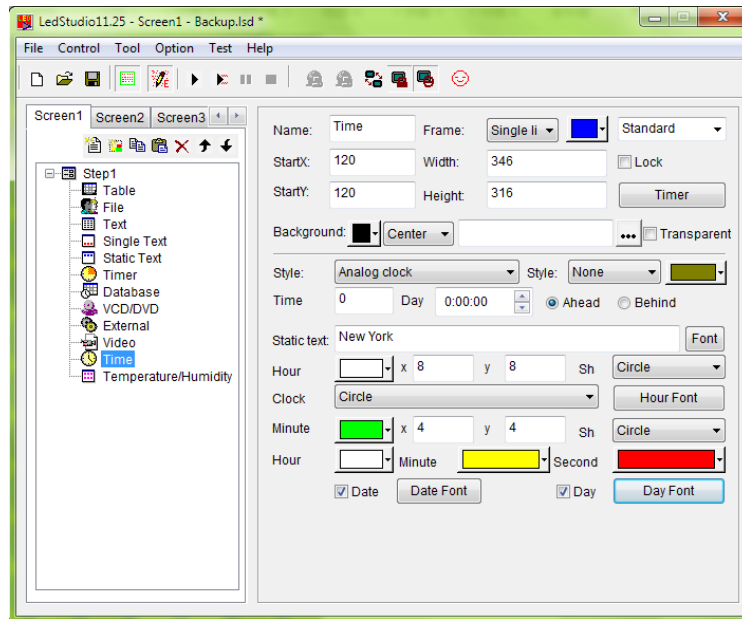 LedStudio11.25 - Screen1 - Backup.lsd *
File Control Tool Option Test Help
Screen1 Screen2 Screen3
Step1
Table
File
Text
Single Text
Static Text
Timer
Database
VCD/DVD
External
Video
Time
Temperature/Humidity
Name: Time Frame: Single li Standard
StartX: 120 Width: 346 Lock
StartY: 120 Height: 316 Timer
Backgroun: Center ... Transparent
Style: Analog clock Style: None
Time 0 Day 0:00:00 Ahead Behind
Static text: New York Font
Hour x 8 y 8 Sh Circle
Clock Circle Hour Font
Minute x 4 y 4 Sh Circle
Hour Minute Second
Date Date Font Day Day Font